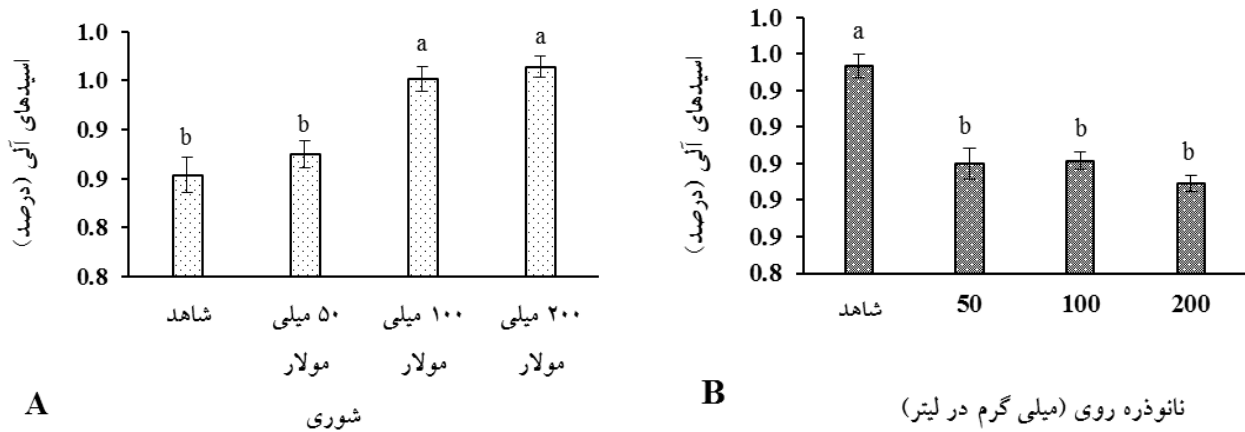 اسیدهای آلی (درصد)
1.0
1.0
0.9
0.9
0.8
0.8
b
b
a
a
شاهد
۵۰ میلی مولار
۱۰۰ میلی مولار
۲۰۰ میلی مولار
شوری
A
اسیدهای آلی (درصد)
1.0
1.0
0.9
0.9
0.9
0.9
0.9
0.8
a
b
b
b
شاهد
50
100
200
نانوذره روی (میلی گرم در لیتر)
B